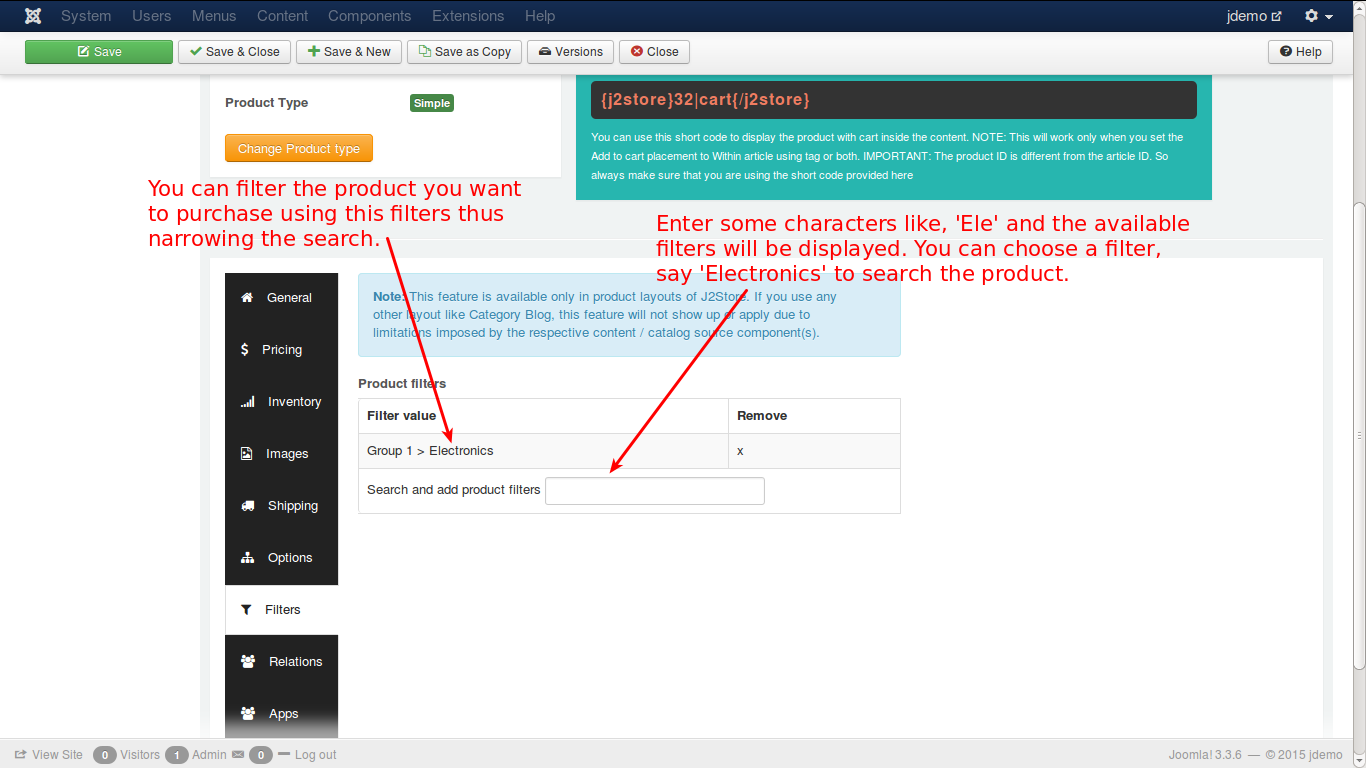 System Users Menus Content Components Extensions Help jdemo
Save Save & Close Save & New Save as Copy Versions Close Help
Product Type Simple
Change Product type
{j2store}32|cart{/j2store}
You can use this short code to display the product with cart inside the content. NOTE: This will work only when you set the
Add to cart placement to Within article using tag or both. IMPORTANT: The product ID is different from the article ID. So
always make sure that you are using the short code provided here
You can filter the product you want
to purchase using this filters thus
narrowing the search.
Enter some characters like, 'Ele' and the available
filters will be displayed. You can choose a filter,
say 'Electronics' to search the product.
General
Pricing
Inventory
Images
Shipping
Options
Filters
Relations
Apps
Note: This feature is available only in product layouts of J2Store. If you use any
other layout like Category Blog, this feature will not show up or apply due to
limitations imposed by the respective content / catalog source component(s).
Product filters
Filter value Remove
Group 1 > Electronics x
Search and add product filters
View Site 0 Visitors 1 Admin 0 Log out Joomla! 3.3.6 — © 2015 jdemo